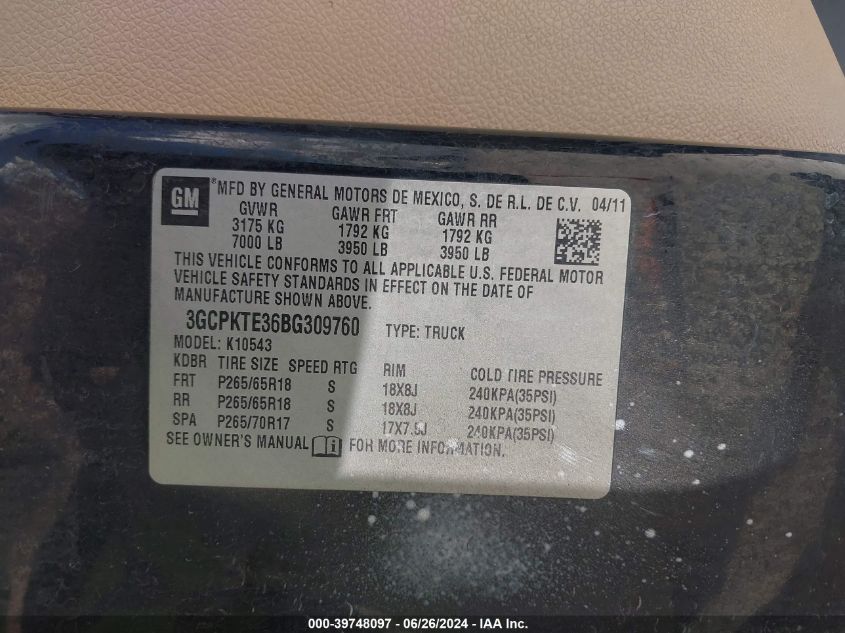 GM ® MFD BY GENERAL MOTORS DE MEXICO, S. DE R.L. DE C.V. 04/11
GVWR GAWR FRT GAWR RR
3175 KG 1792 KG 1792 KG
7000 LB 3950 LB 3950 LB
THIS VEHICLE CONFORMS TO ALL APPLICABLE U.S. FEDERAL MOTOR
VEHICLE SAFETY STANDARDS IN EFFECT ON THE DATE OF
MANUFACTURE SHOWN ABOVE.
3GCPKTE36BG309760 TYPE: TRUCK
MODEL: K10543
KDBR TIRE SIZE SPEED RTG RIM COLD TIRE PRESSURE
FRT P265/65R18 S 18X8J 240KPA(35PSI)
RR P265/65R18 S 18X8J 240KPA(35PSI)
SPA P265/70R17 S 17X7.5J 240KPA(35PSI)
SEE OWNER'S MANUAL i FOR MORE INFORMATION.
000-39748097 - 06/26/2024 - IAA Inc.